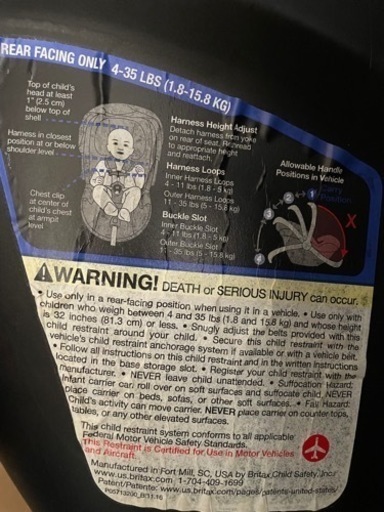 REAR FACING ONLY 4-35 LBS (1.8-15.8 KG)
Top of child's
head at least
1" (2.5 cm)
below top of
shell
Harness in closest
position at or below
shoulder level
Chest clip
at center of
child's chest
at armpit
level
Harness Height Adjust
Detach harness from yoke
on rear of seat. Rethread
to appropriate height
and reattach.
Harness Loops
Inner Harness Loops
4 - 11 lbs (1.8 - 5 kg)
Outer Harness Loops
11 - 35 lbs (5 - 15.8 kg)
Buckle Slot
Inner Buckle Slot
4 - 11 lbs (1.8 - 5 kg)
Outer Buckle Slot
- 35 lbs (5 - 15.8 kg)
Allowable Handle
Positions in Vehicle
Carry
Position
1
2
3
4
X
WARNING! DEATH or SERIOUS INJURY can occur.
• Use only in a rear-facing position when using it in a vehicle. • Use only with
children who weigh between 4 and 35 lbs (1.8 and 15.8 kg) and whose height
is 32 inches (81.3 cm) or less. • Snugly adjust the belts provided with this
child restraint around your child. • Secure this child restraint with the
vehicle's child restraint anchorage system if available or with a vehicle belt.
• Follow all instructions on this child restraint and in the written instructions
located in the base storage slot. • Register your child restraint with the
manufacturer. • NEVER leave child unattended. • Suffocation Hazard:
Infant carrier can roll over on soft surfaces and suffocate child. NEVER
place carrier on beds, sofas, or other soft surfaces. • Fall Hazard:
Child's activity can move carrier. NEVER place carrier on counter tops,
tables, or any other elevated surfaces.
This child restraint system conforms to all applicable
Federal Motor Vehicle Safety Standards.
This Restraint is Certified for Use in Motor Vehicles
and Aircraft.
Manufactured in Fort Mill, SC, USA by Britax Child Safety, Inc.
www.us.britax.com 1-704-409-1699
Patent/Patente: www.us.britax.com/pages/patents-united-states